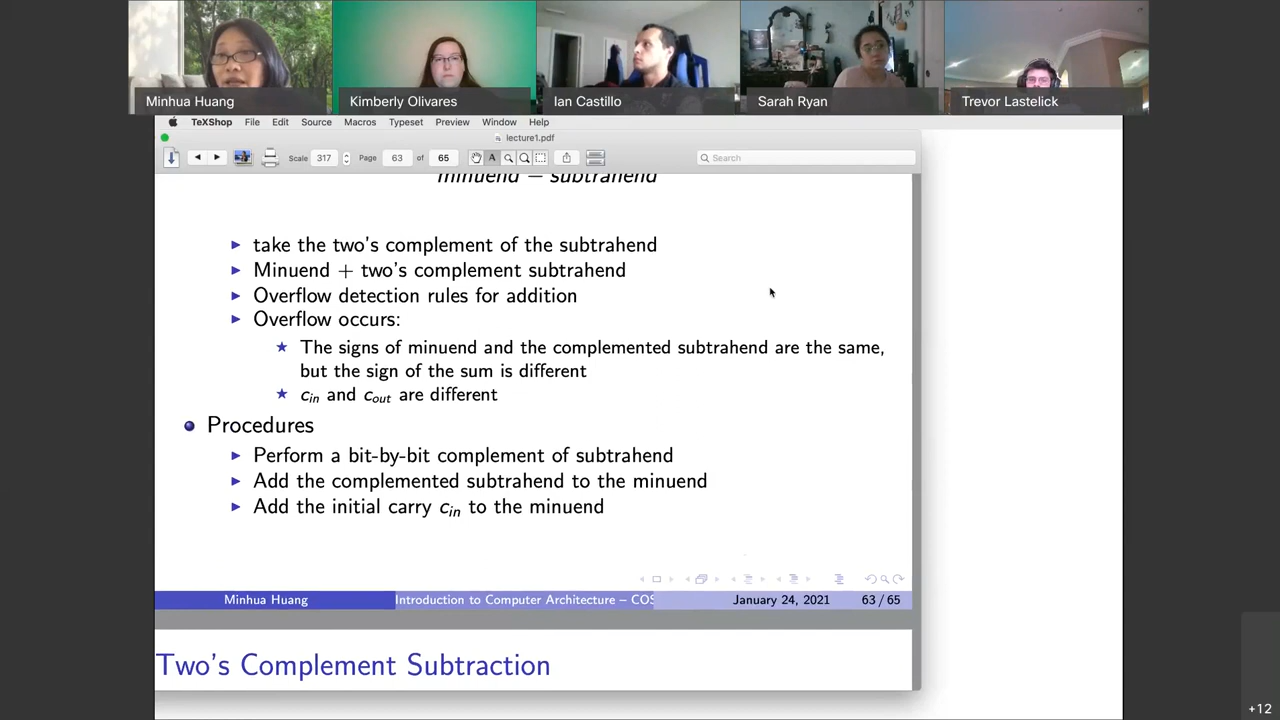 Minhua Huang
Kimberly Olivares
Ian Castillo
Sarah Ryan
Trevor Lastelick
TeXShop File Edit Source Macros Typeset Preview Window Help
lecture1.pdf
Scale 317 Page 63 of 65 A Search
minuend − subtrahend
▶ take the two's complement of the subtrahend
▶ Minuend + two's complement subtrahend
▶ Overflow detection rules for addition
▶ Overflow occurs:
★ The signs of minuend and the complemented subtrahend are the same,
but the sign of the sum is different
★ c_in and c_out are different
Procedures
▶ Perform a bit-by-bit complement of subtrahend
▶ Add the complemented subtrahend to the minuend
▶ Add the initial carry c_in to the minuend
Minhua Huang Introduction to Computer Architecture – COS January 24, 2021 63 / 65
Two's Complement Subtraction
+12